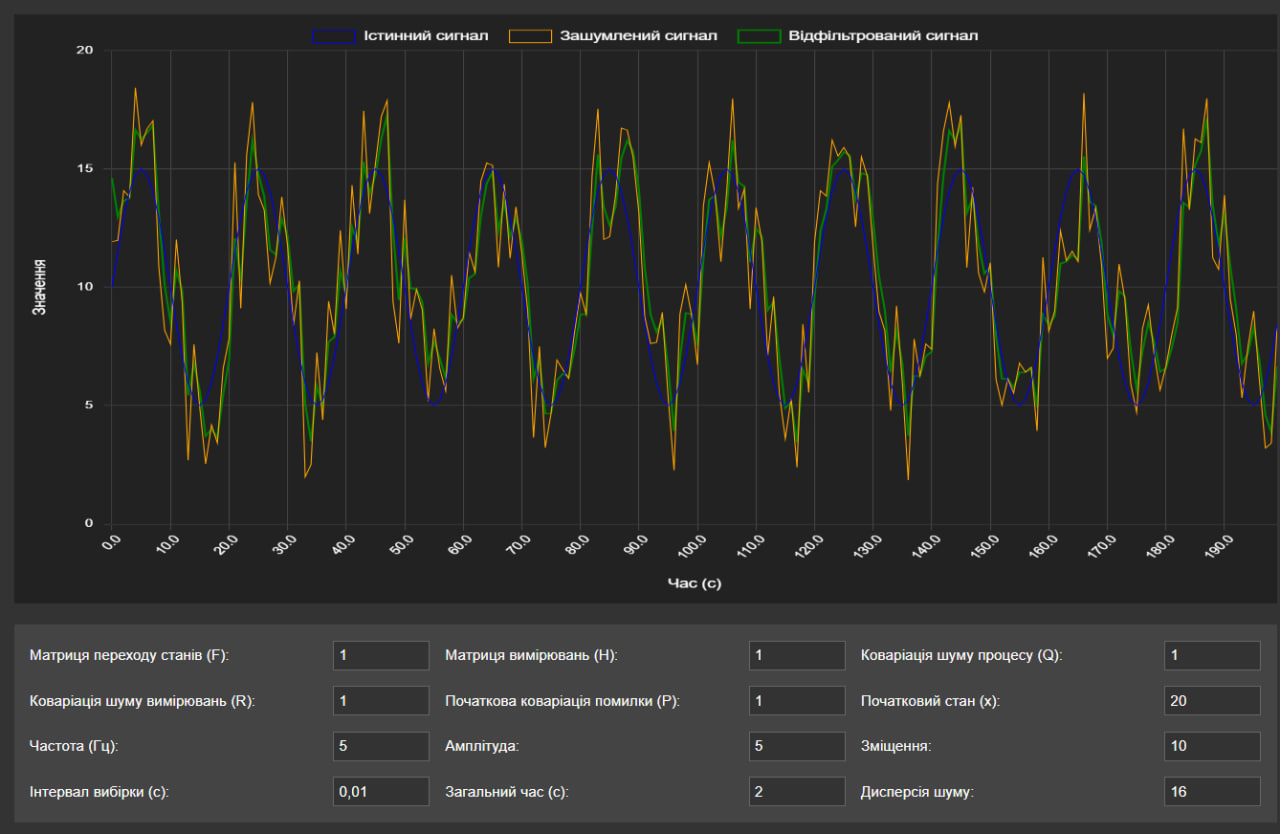 Істинний сигнал Зашумлений сигнал Відфільтрований сигнал
20
15
10
5
0
Значення
0.0 10.0 20.0 30.0 40.0 50.0 60.0 70.0 80.0 90.0 100.0 110.0 120.0 130.0 140.0 150.0 160.0 170.0 180.0 190.0
Час (с)
Матриця переходу станів (F): 1 Матриця вимірювань (H): 1 Коваріація шуму процесу (Q): 1
Коваріація шуму вимірювань (R): 1 Початкова коваріація помилки (P): 1 Початковий стан (x): 20
Частота (Гц): 5 Амплітуда: 5 Зміщення: 10
Інтервал вибірки (с): 0,01 Загальний час (с): 2 Дисперсія шуму: 16